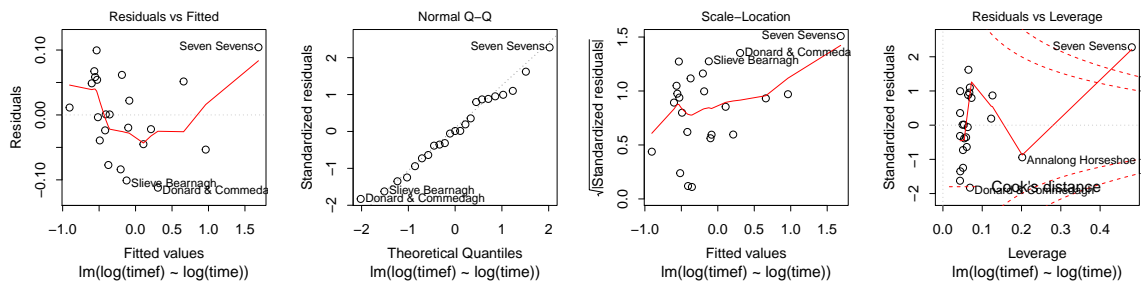 Residuals vs Fitted
Residuals
0.10
0.00
−0.10
−1.0
0.0
0.5
1.0
1.5
Seven Sevens
Slieve Bearnagh
Donard & Commeda
Fitted values
lm(log(timef) ~ log(time))
Normal Q−Q
Standardized residuals
2
1
0
−1
−2
−2
−1
0
1
2
Seven Sevens
Slieve Bearnagh
Donard & Commedagh
Theoretical Quantiles
lm(log(timef) ~ log(time))
Scale−Location
√|Standardized residuals|
1.5
1.0
0.5
0.0
−1.0
0.0
0.5
1.0
1.5
Seven Sevens
Donard & Commeda
Slieve Bearnagh
Fitted values
lm(log(timef) ~ log(time))
Residuals vs Leverage
Standardized residuals
2
1
0
−1
−2
0.0
0.1
0.2
0.3
0.4
Seven Sevens
Annalong Horseshoe
Donard & Commedagh
Cook's distance
Leverage
lm(log(timef) ~ log(time))